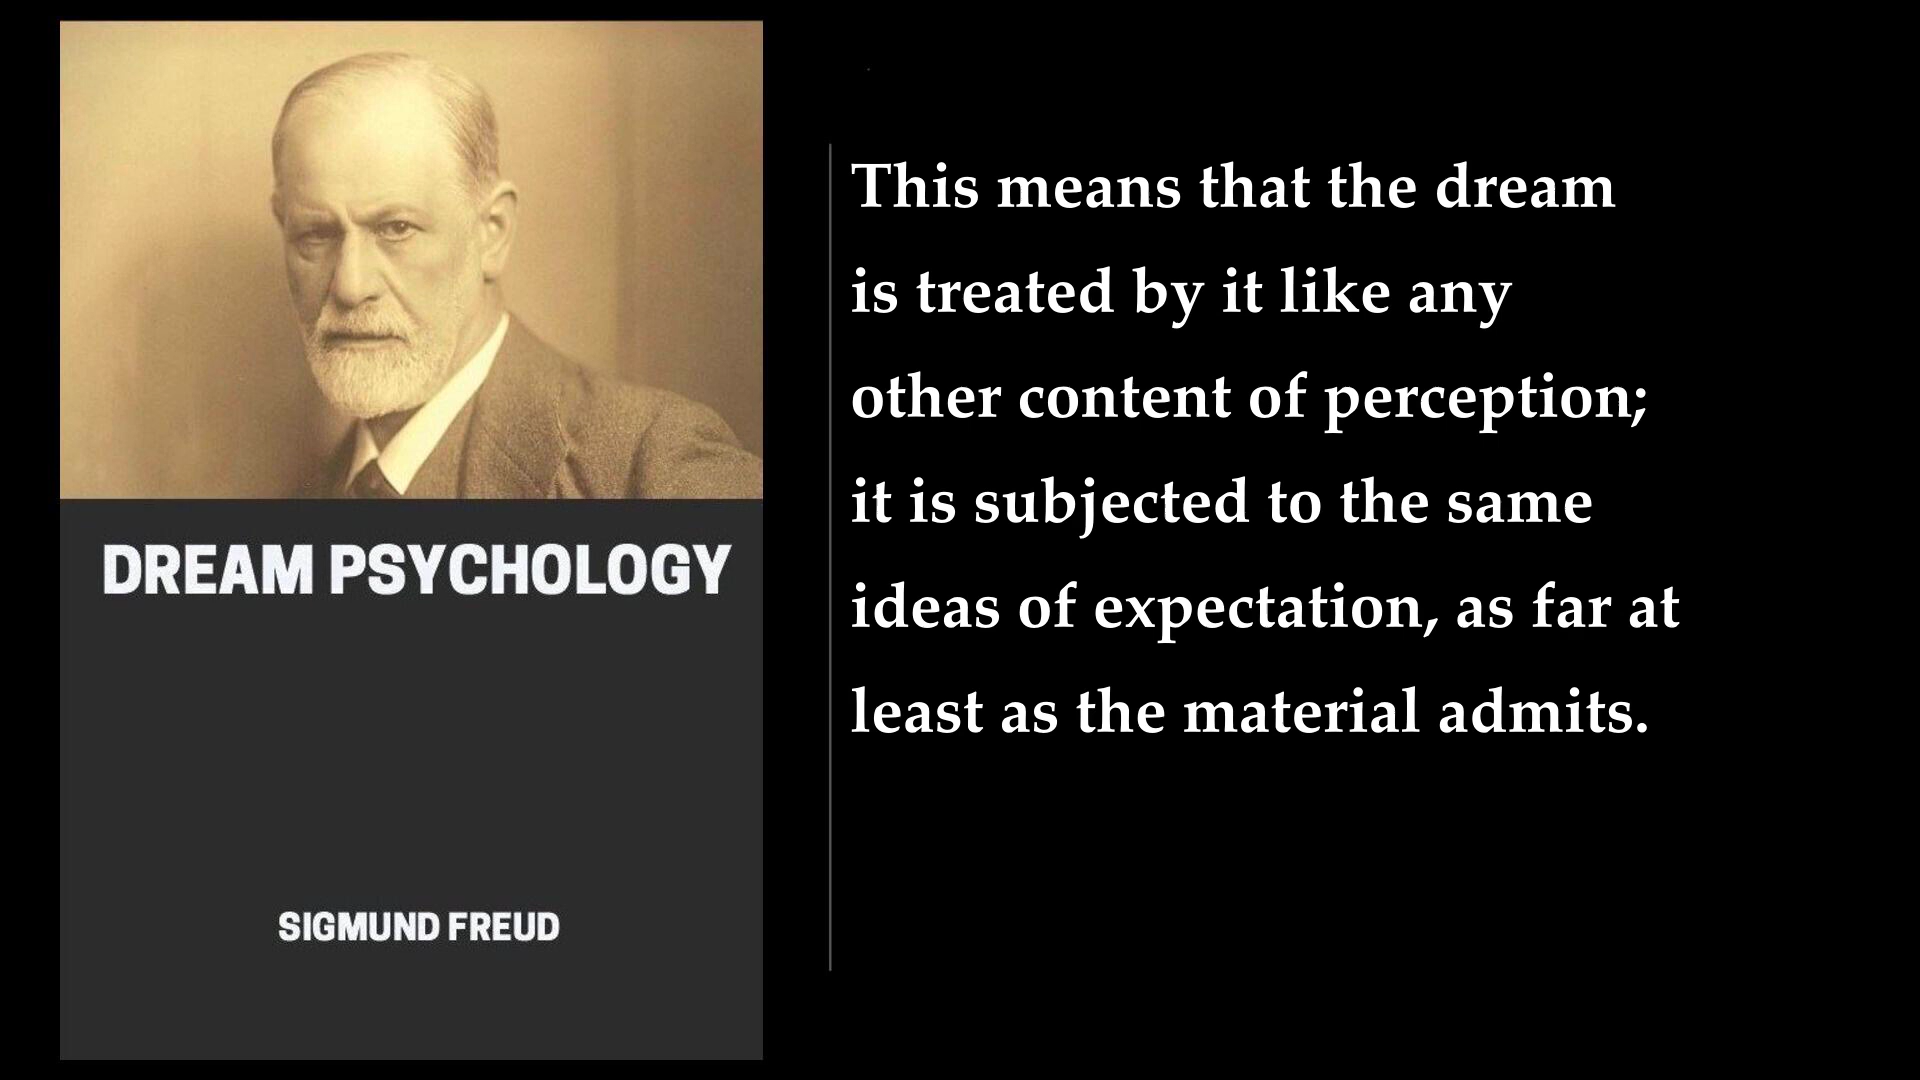 DREAM PSYCHOLOGY
SIGMUND FREUD
This means that the dream
is treated by it like any
other content of perception;
it is subjected to the same
ideas of expectation, as far at
least as the material admits.